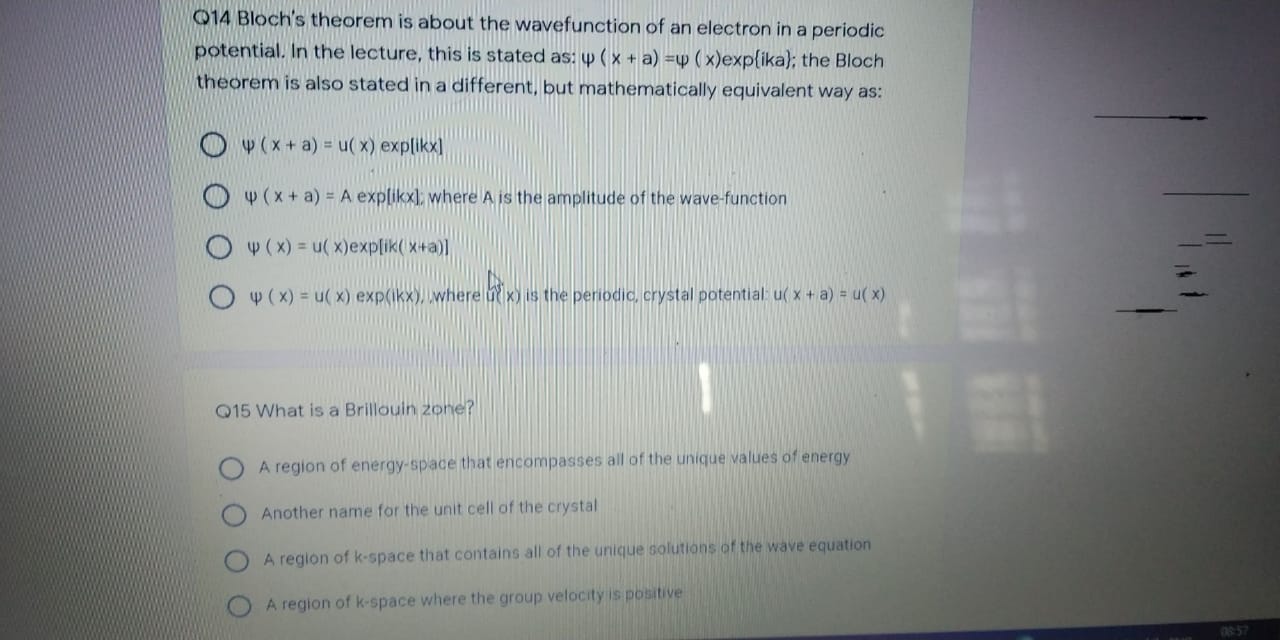 Q14 Bloch's theorem is about the wavefunction of an electron in a periodic
potential. In the lecture, this is stated as: ψ ( x + a) =ψ ( x)exp{ika}; the Bloch
theorem is also stated in a different, but mathematically equivalent way as:
ψ ( x + a) = u( x) exp[ikx]
ψ ( x + a) = A exp[ikx]; where A is the amplitude of the wave-function
ψ ( x) = u( x)exp[ik( x+a)]
ψ ( x) = u( x) exp(ikx), ,where u( x) is the periodic, crystal potential: u( x + a) = u( x)
Q15 What is a Brillouin zone?
A region of energy-space that encompasses all of the unique values of energy
Another name for the unit cell of the crystal
A region of k-space that contains all of the unique solutions of the wave equation
A region of k-space where the group velocity is positive
08:57